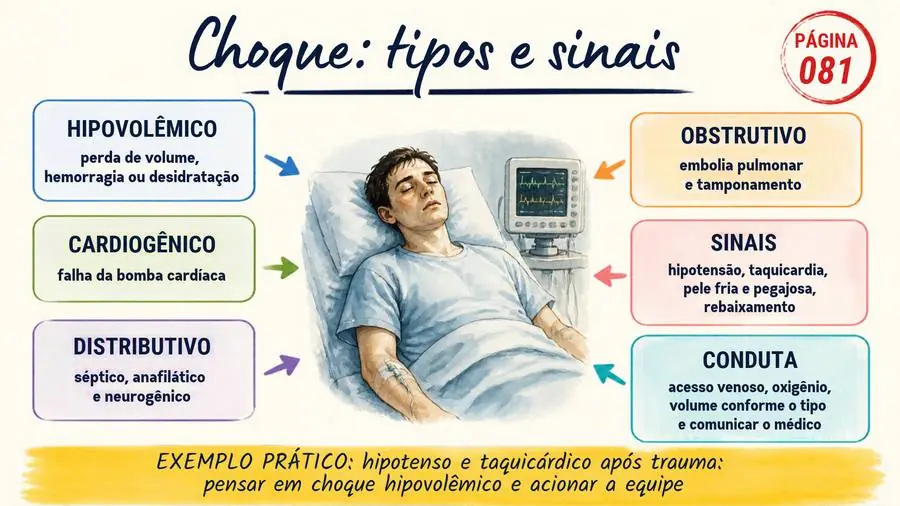 Choque: tipos e sinais
PÁGINA
081
HIPOVOLÊMICO
perda de volume,
hemorragia ou desidratação
CARDIOGÊNICO
falha da bomba cardíaca
DISTRIBUTIVO
séptico, anafilático
e neurogênico
OBSTRUTIVO
embolia pulmonar
e tamponamento
SINAIS
hipotensão, taquicardia,
pele fria e pegajosa,
rebaixamento
CONDUTA
acesso venoso, oxigênio,
volume conforme o tipo
e comunicar o médico
EXEMPLO PRÁTICO: hipotenso e taquicárdico após trauma:
pensar em choque hipovolêmico e acionar a equipe